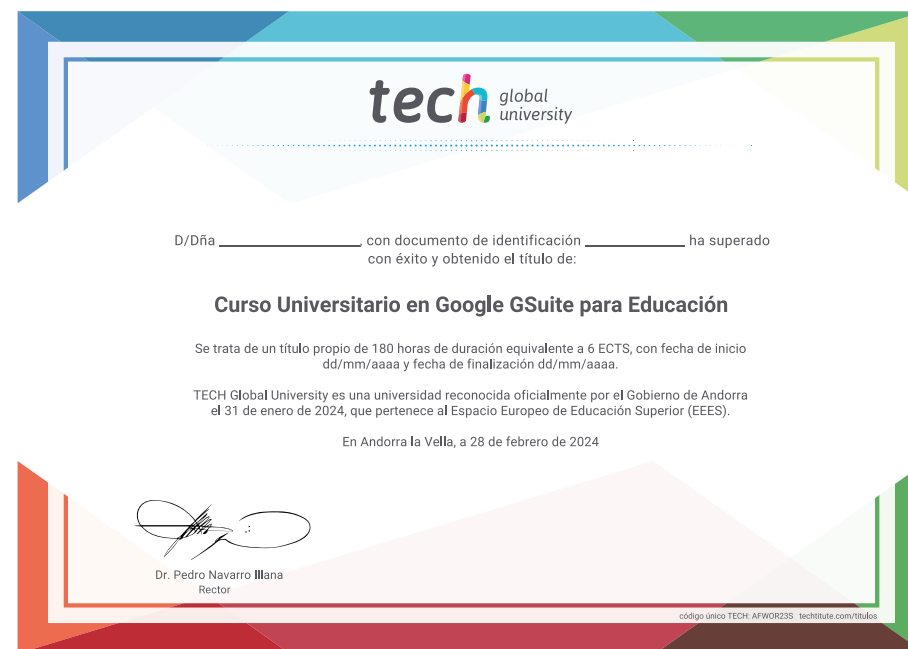 tech global university
D/Dña ____________________, con documento de identificación ______________ ha superado
con éxito y obtenido el título de:
Curso Universitario en Google GSuite para Educación
Se trata de un título propio de 180 horas de duración equivalente a 6 ECTS, con fecha de inicio
dd/mm/aaaa y fecha de finalización dd/mm/aaaa.
TECH Global University es una universidad reconocida oficialmente por el Gobierno de Andorra
el 31 de enero de 2024, que pertenece al Espacio Europeo de Educación Superior (EEES).
En Andorra la Vella, a 28 de febrero de 2024
Dr. Pedro Navarro Illana
Rector
código único TECH: AFWOR23S techtitute.com/titulos